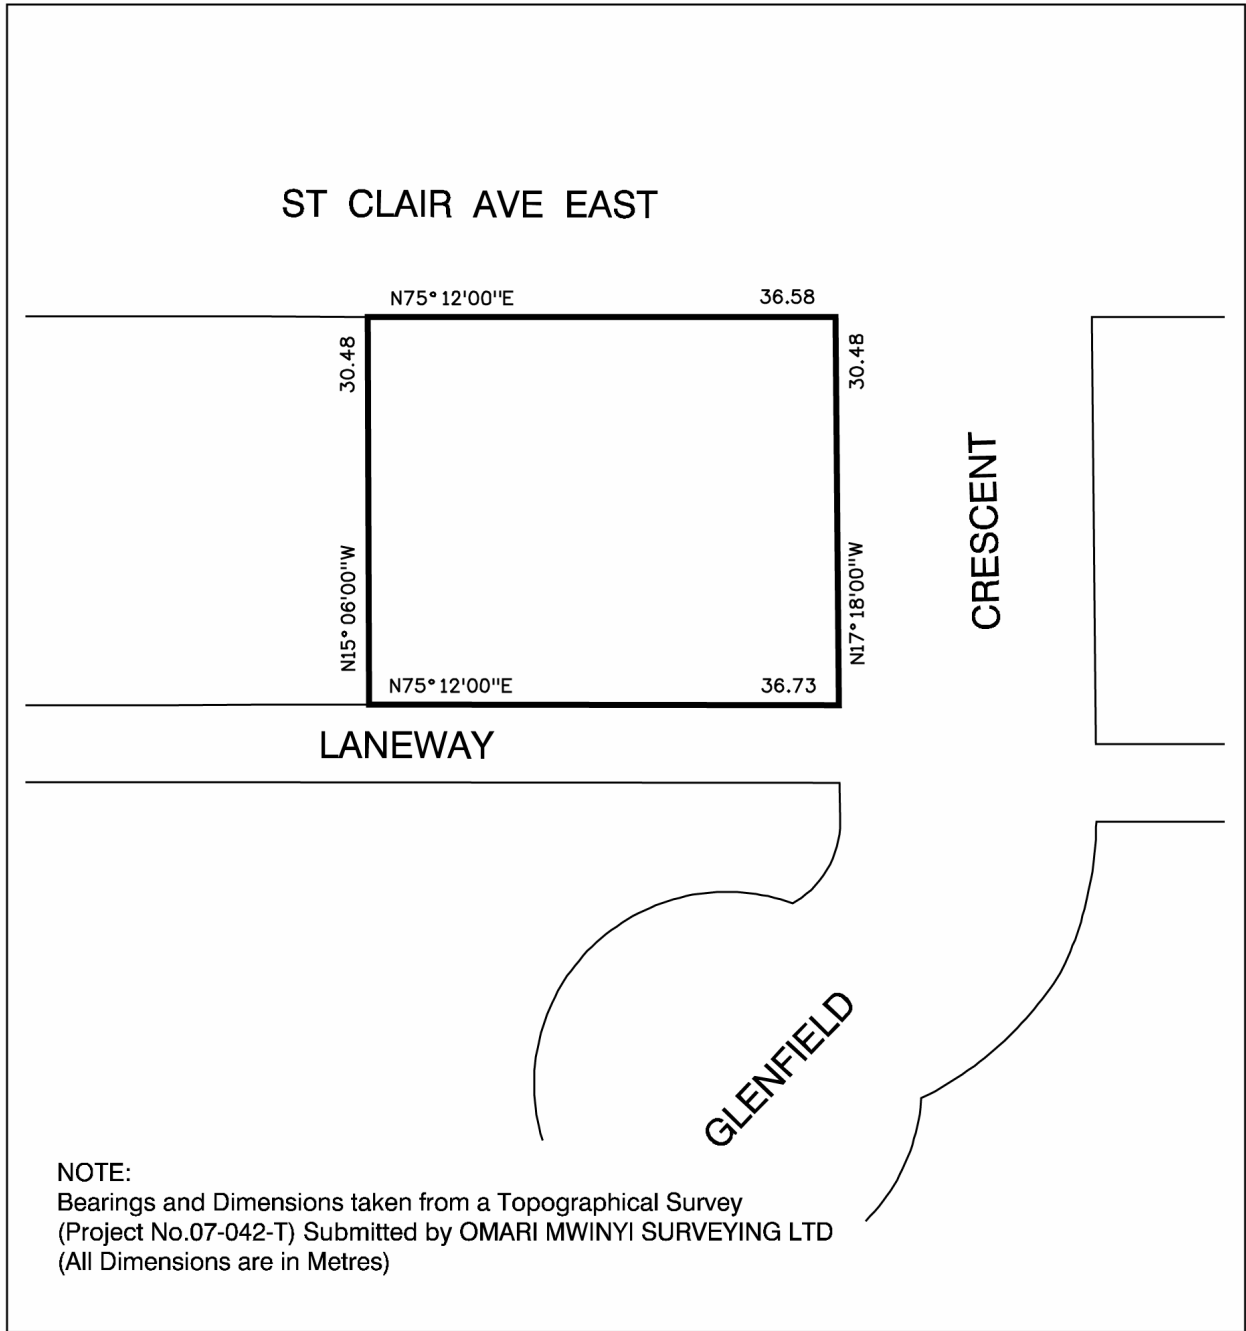 ST CLAIR AVE EAST
N75° 12'00"E 36.58
30.48
30.48
N15° 06'00"W
N17° 18'00"W
CRESCENT
N75° 12'00"E 36.73
LANEWAY
GLENFIELD
NOTE:
Bearings and Dimensions taken from a Topographical Survey
(Project No.07-042-T) Submitted by OMARI MWINYI SURVEYING LTD
(All Dimensions are in Metres)